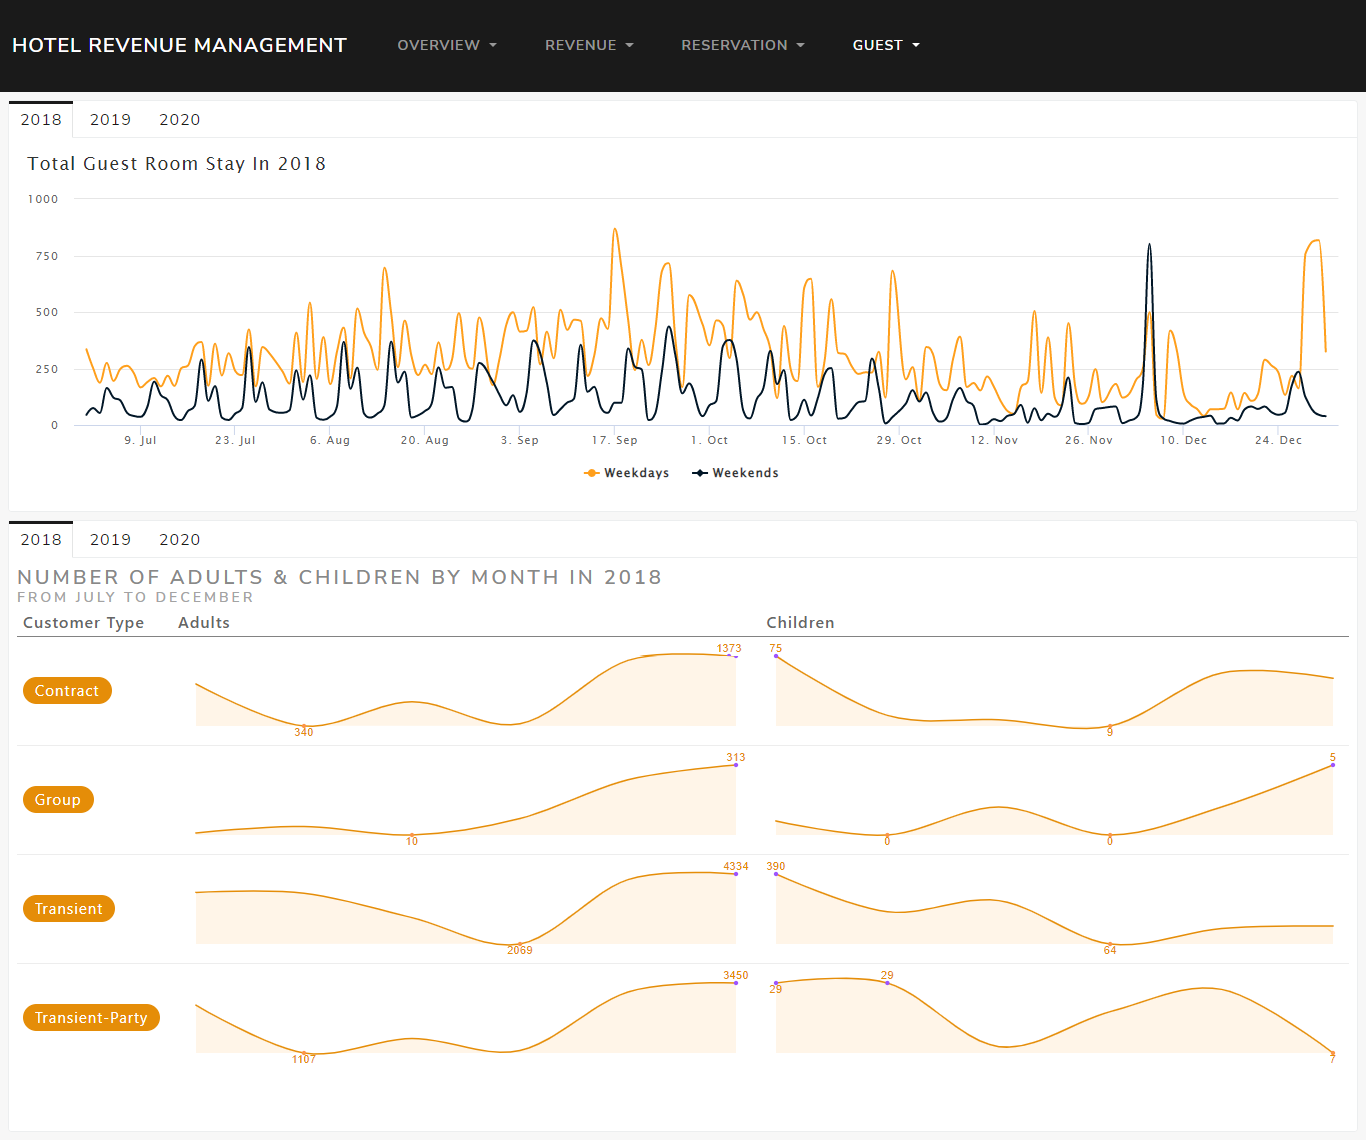 HOTEL REVENUE MANAGEMENT OVERVIEW REVENUE RESERVATION GUEST
2018 2019 2020
Total Guest Room Stay In 2018
1000
750
500
250
0
9. Jul 23. Jul 6. Aug 20. Aug 3. Sep 17. Sep 1. Oct 15. Oct 29. Oct 12. Nov 26. Nov 10. Dec 24. Dec
Weekdays Weekends
2018 2019 2020
NUMBER OF ADULTS & CHILDREN BY MONTH IN 2018
FROM JULY TO DECEMBER
Customer Type Adults Children
1373 75
Contract
340 9
313 5
Group
10 0 0
4334 390
Transient
2069 64
3450 29
29
Transient-Party
1107 7